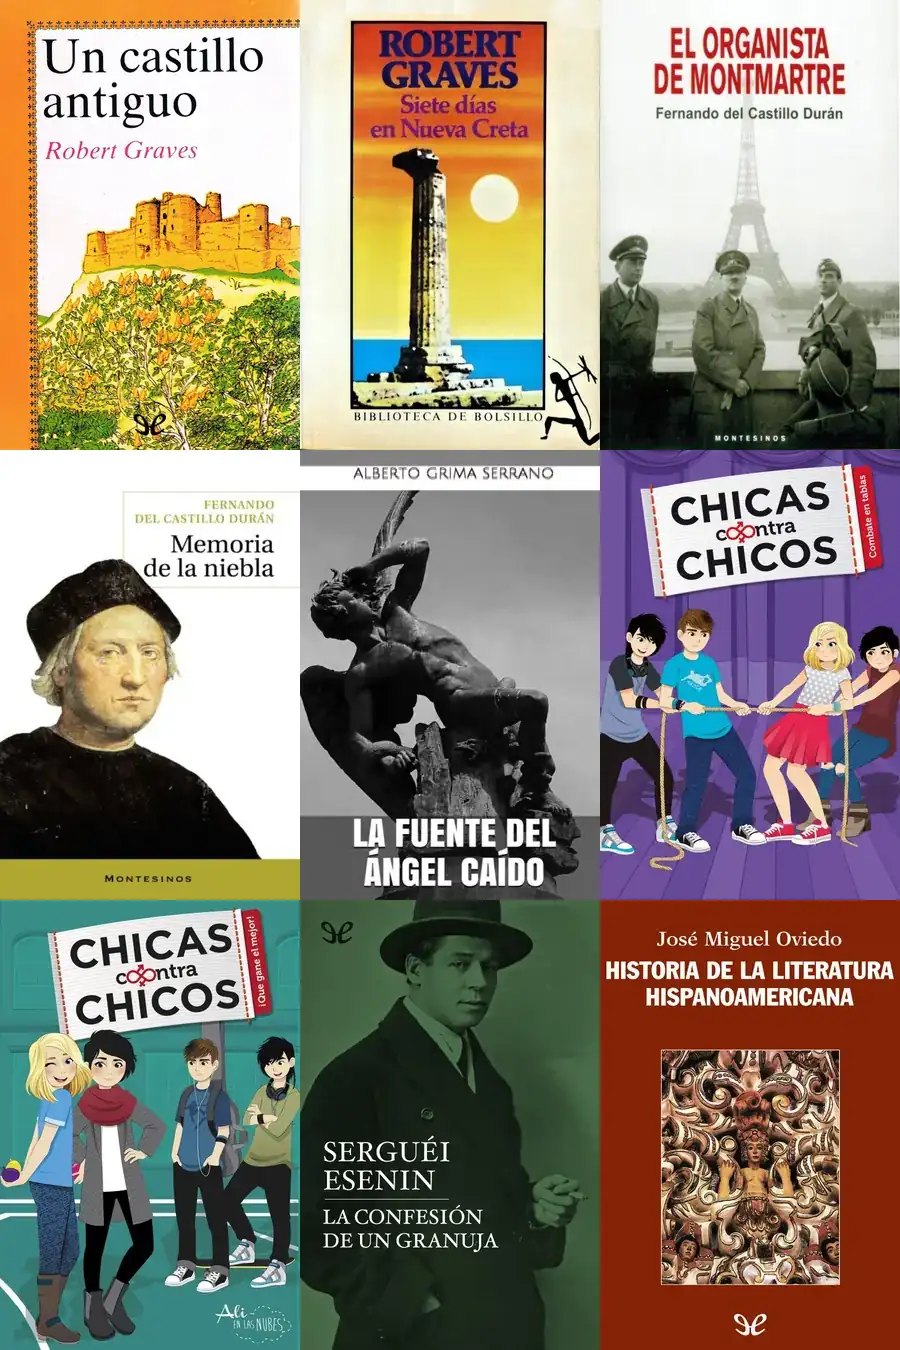 Un castillo
antiguo
Robert Graves
ROBERT
GRAVES
Siete días
en Nueva Creta
BIBLIOTECA DE BOLSILLO
EL ORGANISTA
DE MONTMARTRE
Fernando del Castillo Durán
MONTESINOS
FERNANDO
DEL CASTILLO DURÁN
Memoria
de la niebla
MONTESINOS
ALBERTO GRIMA SERRANO
LA FUENTE DEL
ÁNGEL CAÍDO
CHICAS
contra
CHICOS
Combate en tablas
CHICAS
contra
CHICOS
¡Que gane el mejor!
Ali
EN LAS NUBES
SERGUÉI
ESENIN
LA CONFESIÓN
DE UN GRANUJA
José Miguel Oviedo
HISTORIA DE LA LITERATURA
HISPANOAMERICANA